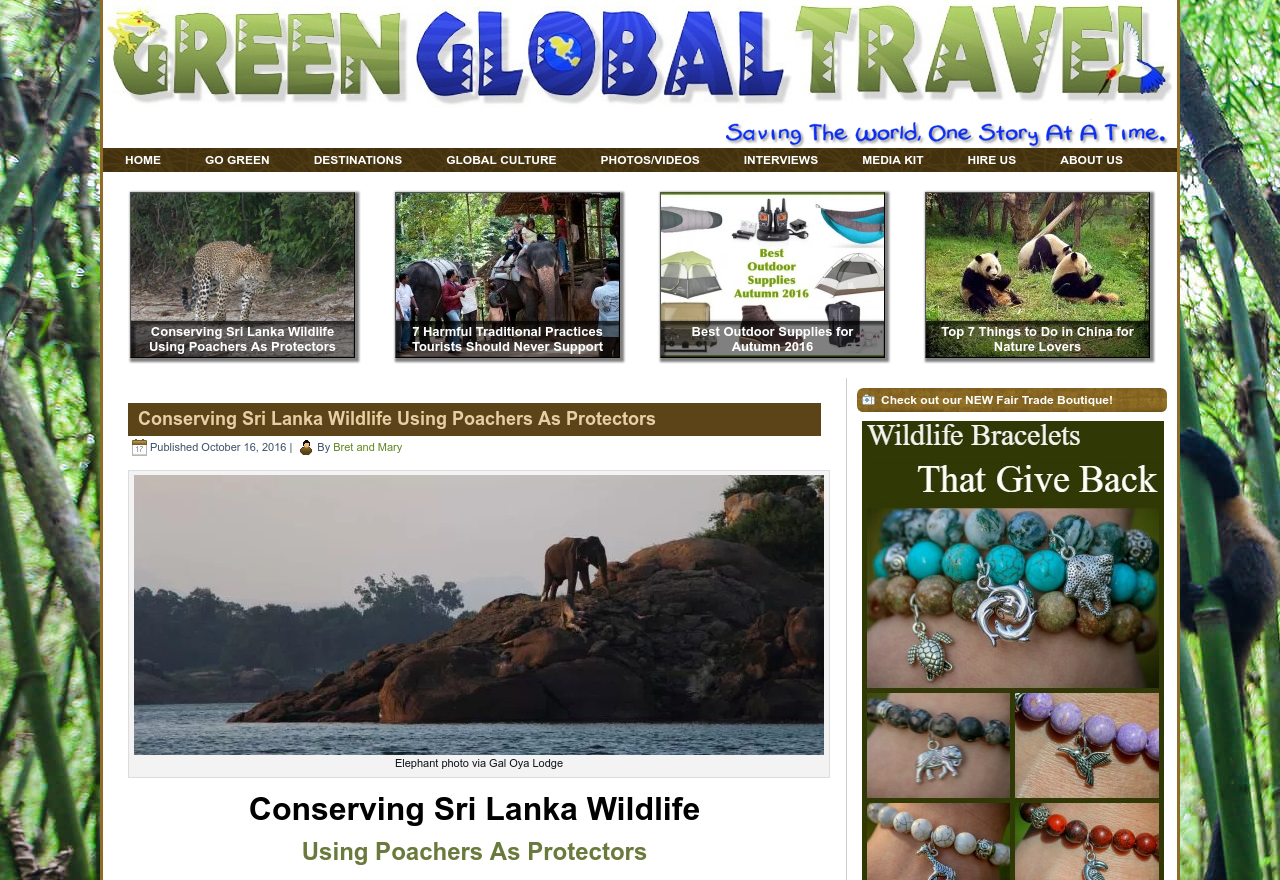 GREEN GLOBAL TRAVEL
Saving The World, One Story At A Time.
HOME GO GREEN DESTINATIONS GLOBAL CULTURE PHOTOS/VIDEOS INTERVIEWS MEDIA KIT HIRE US ABOUT US
Conserving Sri Lanka Wildlife
Using Poachers As Protectors
7 Harmful Traditional Practices
Tourists Should Never Support
Best
Outdoor
Supplies
Autumn 2016
Best Outdoor Supplies for
Autumn 2016
Top 7 Things to Do in China for
Nature Lovers
Conserving Sri Lanka Wildlife Using Poachers As Protectors
17 Published October 16, 2016 | By Bret and Mary
Elephant photo via Gal Oya Lodge
Conserving Sri Lanka Wildlife
Using Poachers As Protectors
Check out our NEW Fair Trade Boutique!
Wildlife Bracelets
That Give Back